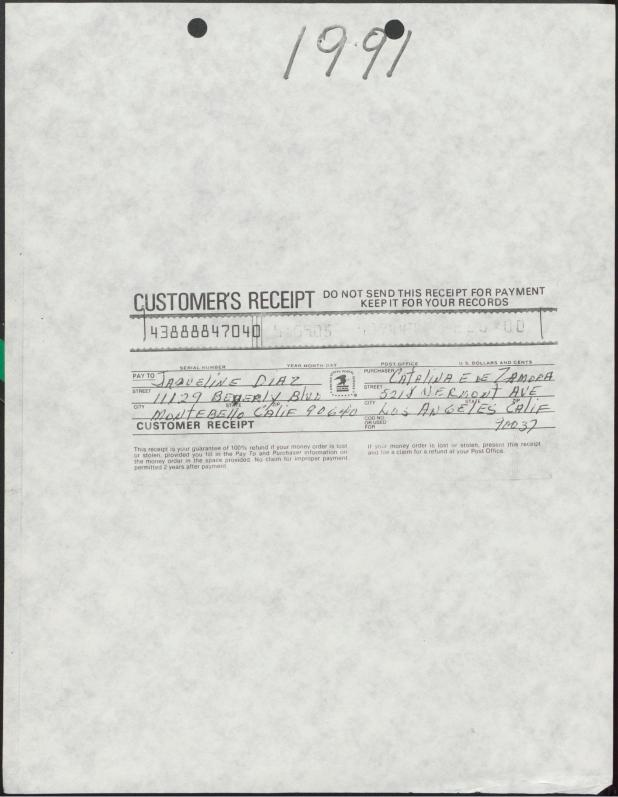 1991
CUSTOMER'S RECEIPT DO NOT SEND THIS RECEIPT FOR PAYMENT
KEEP IT FOR YOUR RECORDS
43888847040
SERIAL NUMBER YEAR MONTH DAY POST OFFICE U.S. DOLLARS AND CENTS
PAY TO JAQUELINE DIAZ
STREET 11129 BEVERLY BLVD
CITY STATE ZIP
MONTEBELLO CALIF 90640
CUSTOMER RECEIPT
PURCHASER CATALINA E DE ZAMORA
STREET 5218 VERMONT AVE
CITY STATE ZIP
LOS ANGELES CALIF
COD NO.
OR USED
FOR 90037
This receipt is your guarantee of 100% refund if your money order is lost
or stolen, provided you fill in the Pay To and Purchaser information on
the money order in the space provided. No claim for improper payment
permitted 2 years after payment.
If your money order is lost or stolen, present this receipt
and file a claim for a refund at your Post Office.